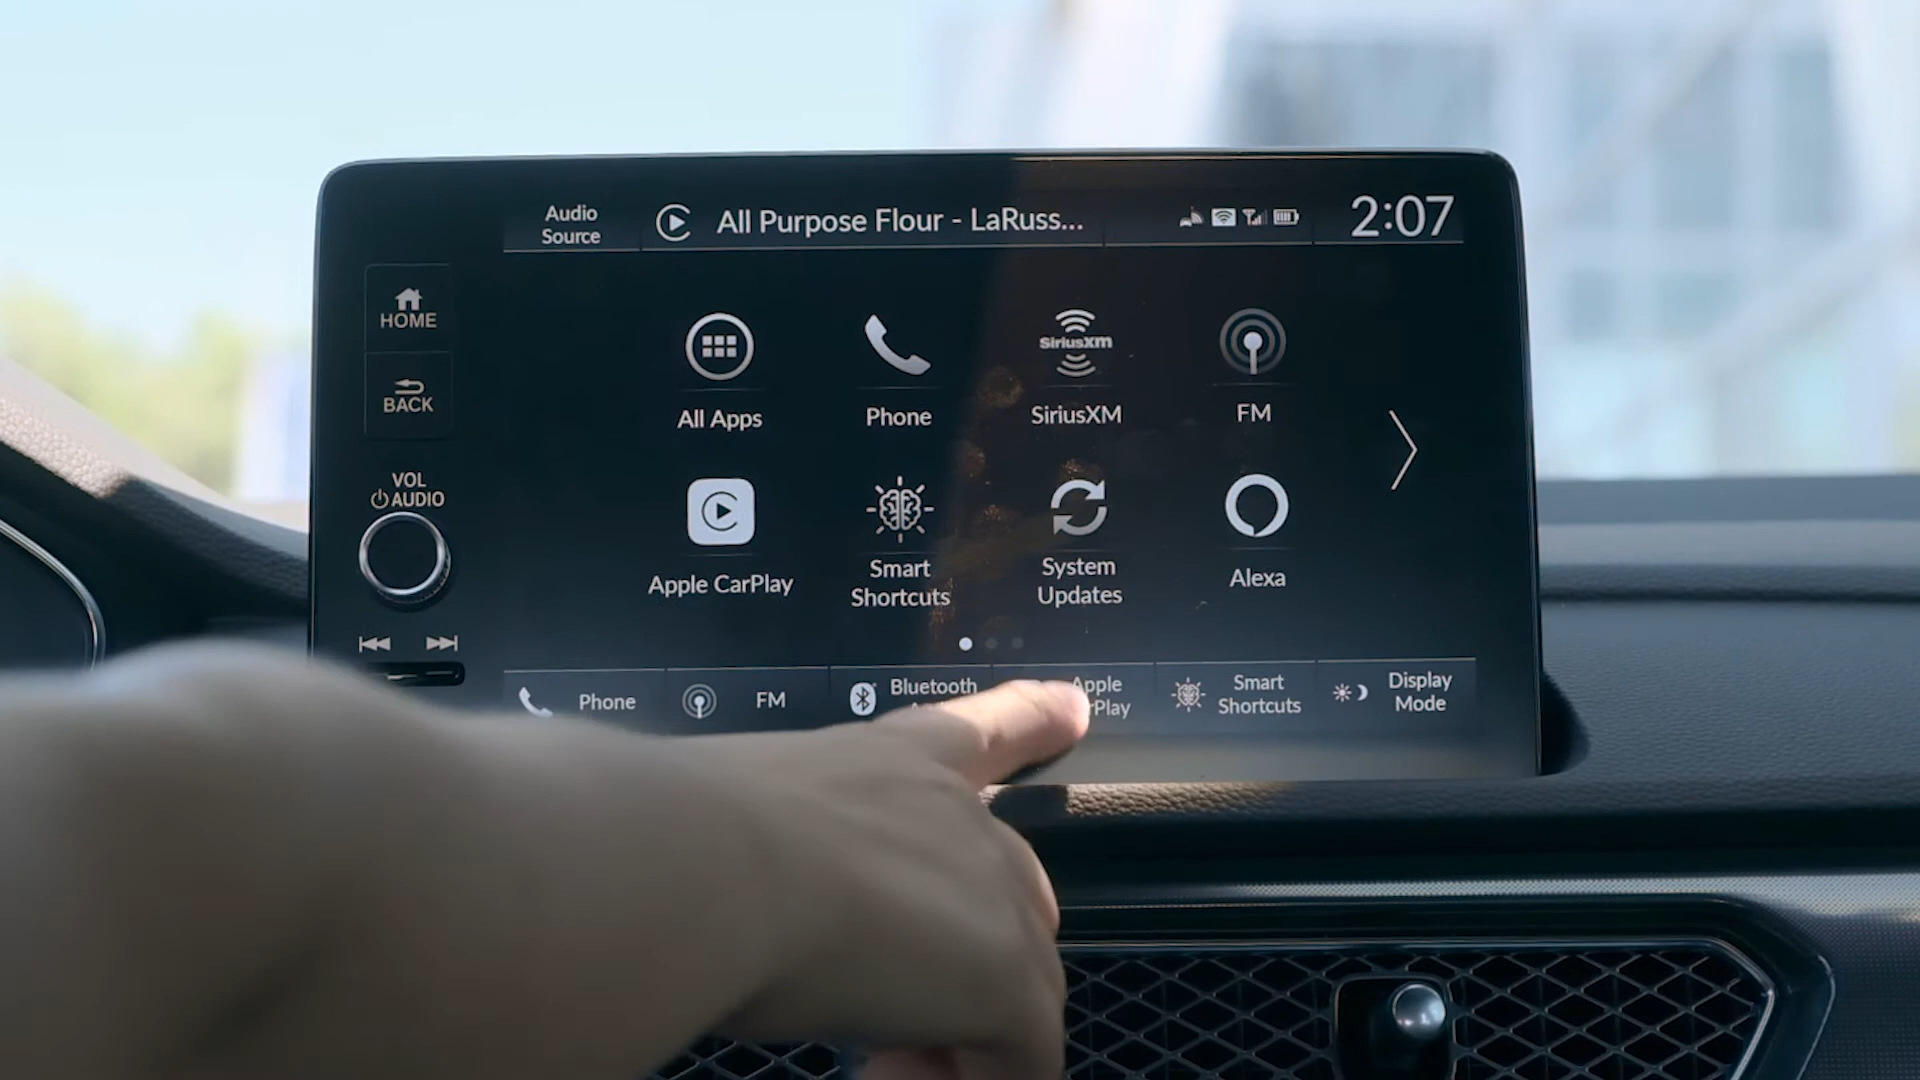 Audio
Source
All Purpose Flour - LaRuss...
2:07
HOME
BACK
VOL
AUDIO
SiriusXM
All Apps
Phone
SiriusXM
FM
Apple CarPlay
Smart
Shortcuts
System
Updates
Alexa
Phone
FM
Bluetooth
Apple
rPlay
Smart
Shortcuts
Display
Mode